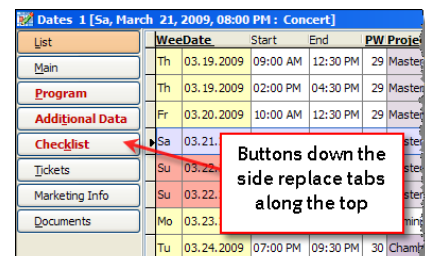 Dates 1 [Sa, March 21, 2009, 08:00 PM : Concert]
List
Main
Program
Additional Data
Checklist
Tickets
Marketing Info
Documents
Wee Date Start End PW Proje
Th 03.19.2009 09:00 AM 12:30 PM 29 Master
Th 03.19.2009 02:00 PM 04:30 PM 29 Master
Fr 03.20.2009 10:00 AM 12:30 PM 29 Master
Sa 03.21.
Su 03.22.
Su 03.22.
Mo 03.23.
Tu 03.24.2009 07:00 PM 09:30 PM 30 Chamb
Buttons down the
side replace tabs
along the top